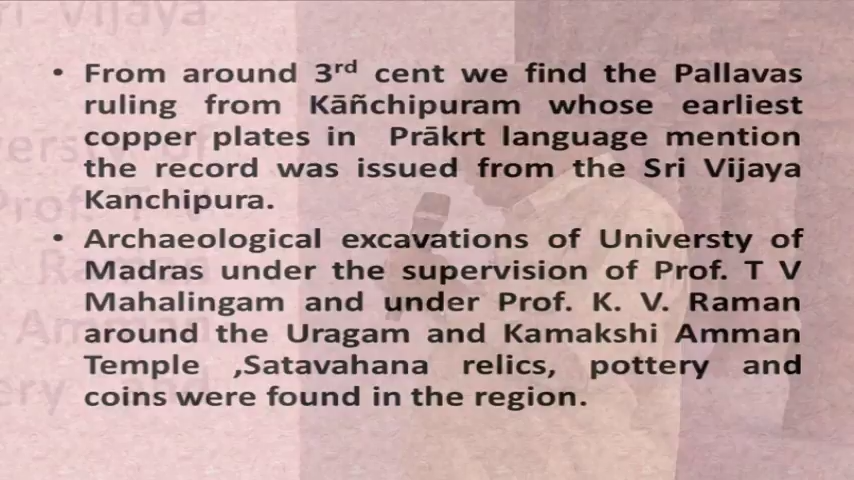 • From around 3rd cent we find the Pallavas
ruling from Kāñchipuram whose earliest
copper plates in Prākrt language mention
the record was issued from the Sri Vijaya
Kanchipura.
• Archaeological excavations of Universty of
Madras under the supervision of Prof. T V
Mahalingam and under Prof. K. V. Raman
around the Uragam and Kamakshi Amman
Temple ,Satavahana relics, pottery and
coins were found in the region.